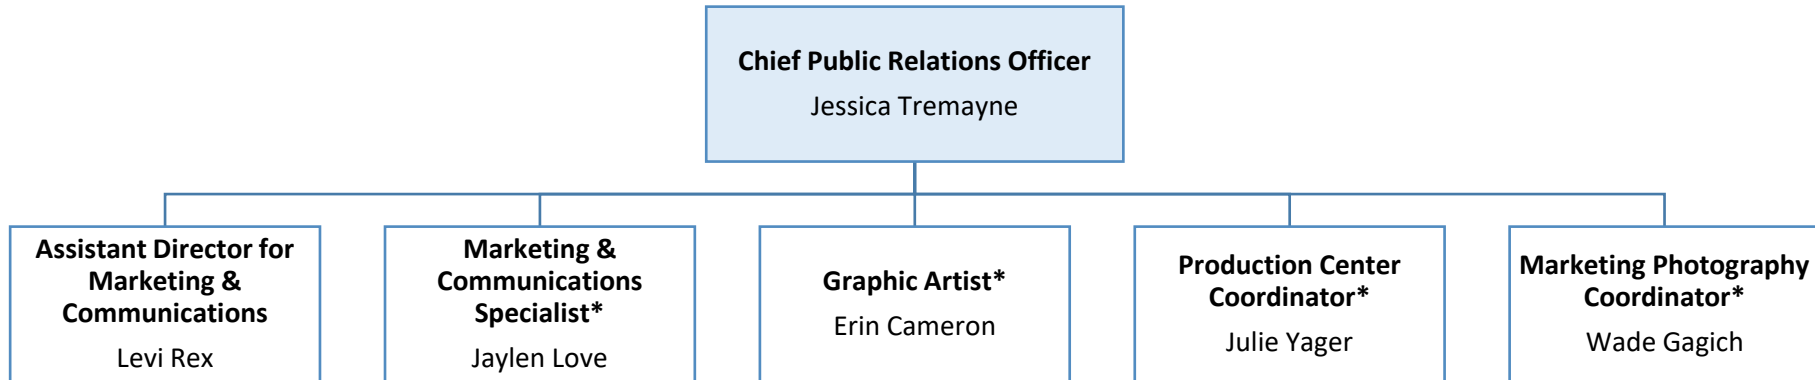 Chief Public Relations Officer
Jessica Tremayne
Assistant Director for
Marketing &
Communications
Levi Rex
Marketing &
Communications
Specialist*
Jaylen Love
Graphic Artist*
Erin Cameron
Production Center
Coordinator*
Julie Yager
Marketing Photography
Coordinator*
Wade Gagich